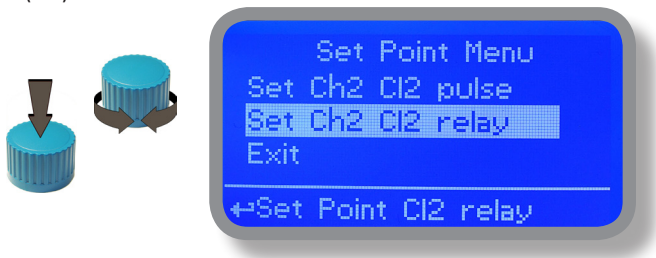 Set Point Menu
Set Ch2 Cl2 pulse
Set Ch2 Cl2 relay
Exit
↩Set Point Cl2 relay